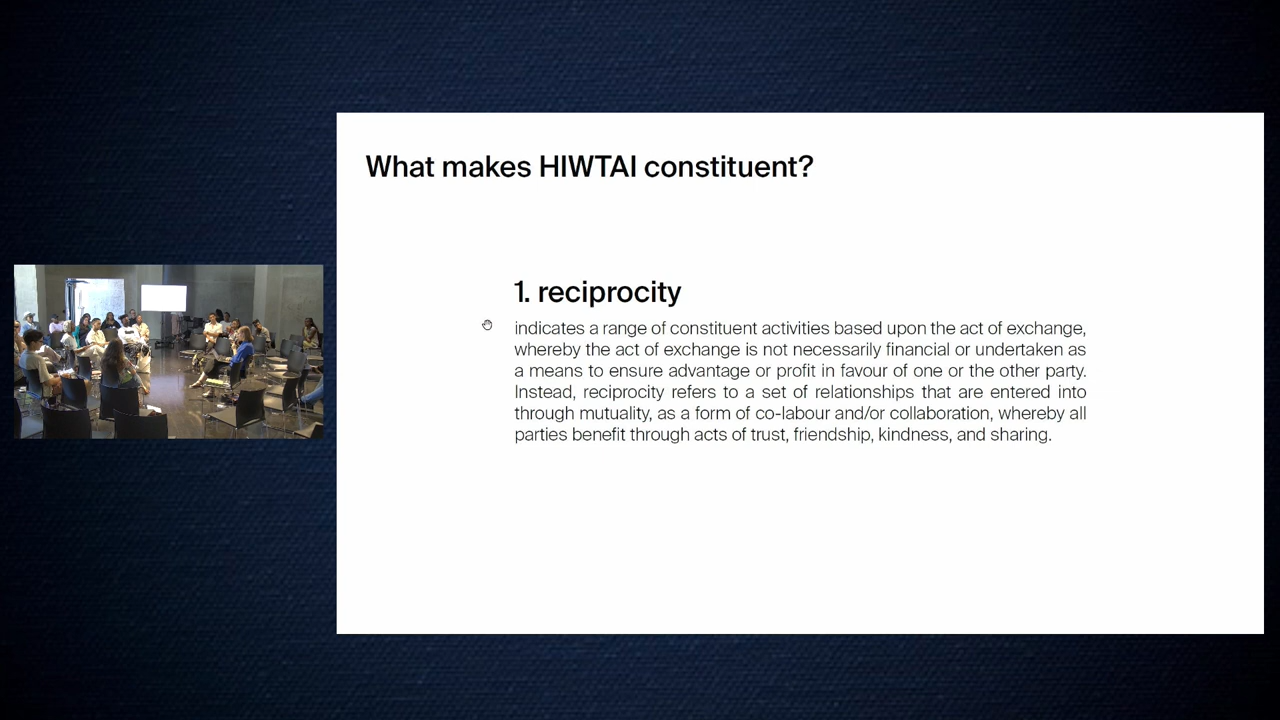 What makes HIWTAI constituent?
1. reciprocity
indicates a range of constituent activities based upon the act of exchange,
whereby the act of exchange is not necessarily financial or undertaken as
a means to ensure advantage or profit in favour of one or the other party.
Instead, reciprocity refers to a set of relationships that are entered into
through mutuality, as a form of co-labour and/or collaboration, whereby all
parties benefit through acts of trust, friendship, kindness, and sharing.